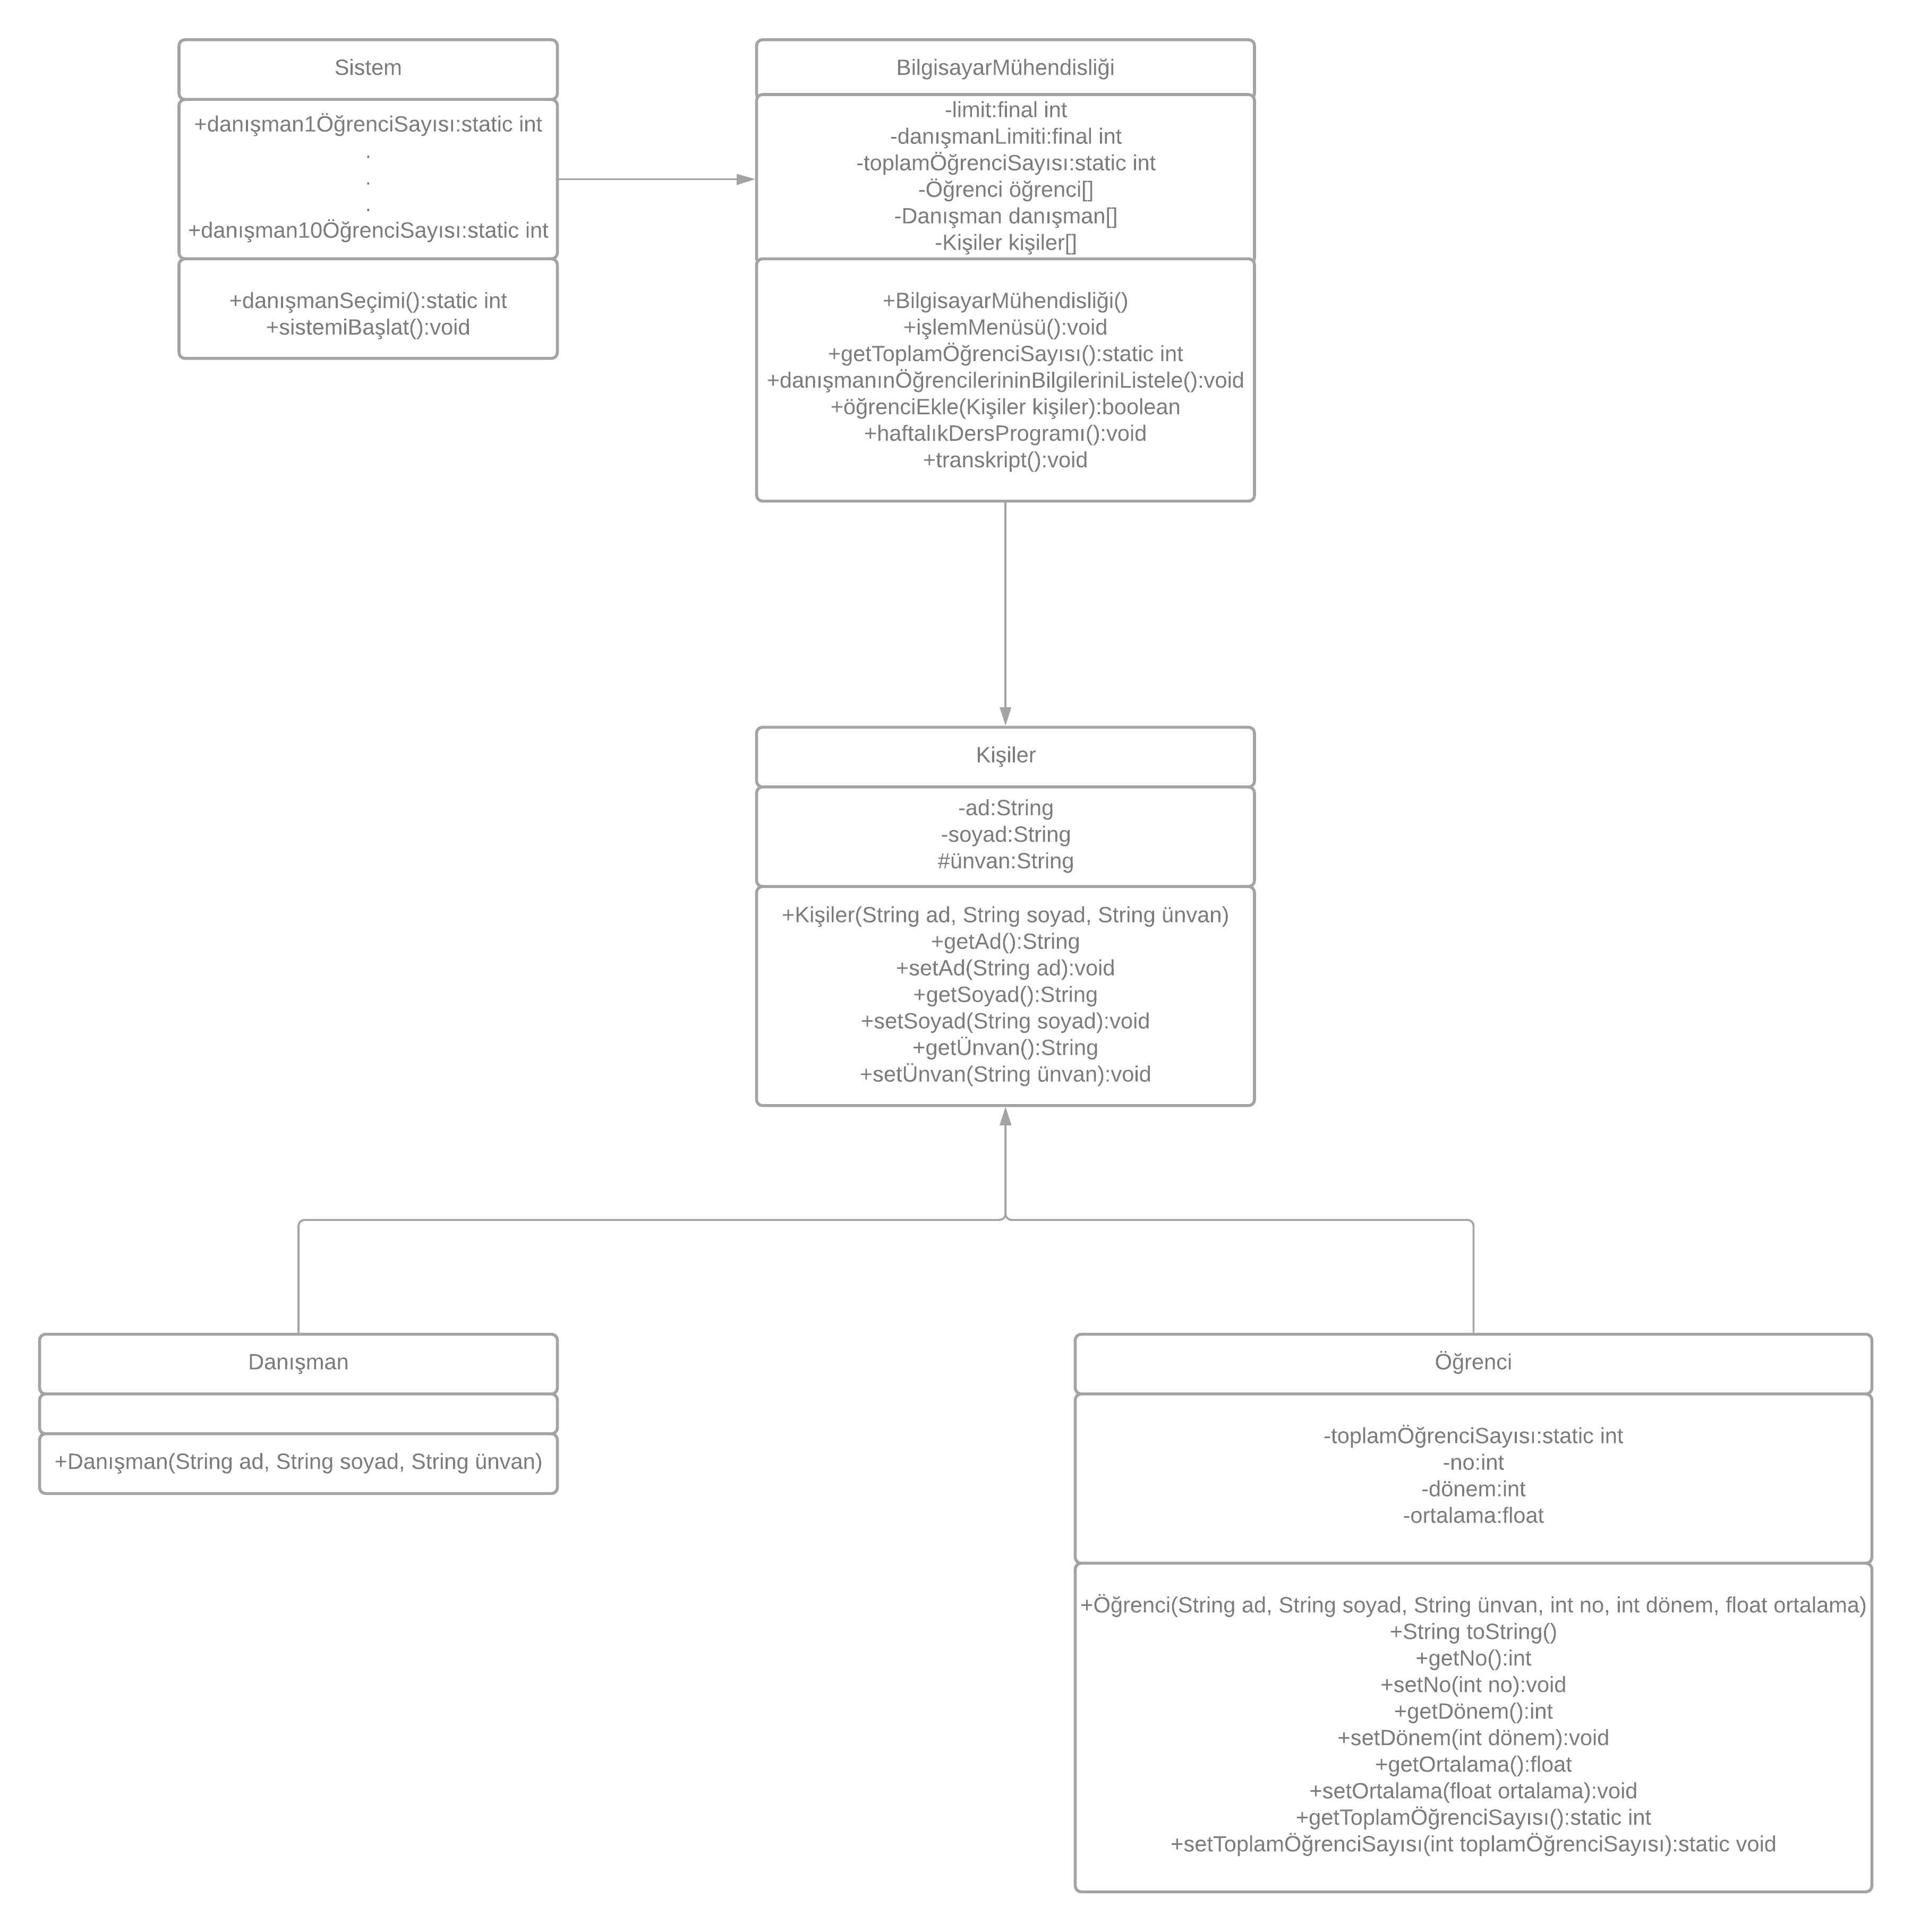 Sistem
+danışman1ÖğrenciSayısı:static int
.
.
.
+danışman10ÖğrenciSayısı:static int
+danışmanSeçimi():static int
+sistemiBaşlat():void
BilgisayarMühendisliği
-limit:final int
-danışmanLimiti:final int
-toplamÖğrenciSayısı:static int
-Öğrenci öğrenci[]
-Danışman danışman[]
-Kişiler kişiler[]
+BilgisayarMühendisliği()
+işlemMenüsü():void
+getToplamÖğrenciSayısı():static int
+danışmanınÖğrencilerininBilgileriniListele():void
+öğrenciEkle(Kişiler kişiler):boolean
+haftalıkDersProgramı():void
+transkript():void
Kişiler
-ad:String
-soyad:String
#ünvan:String
+Kişiler(String ad, String soyad, String ünvan)
+getAd():String
+setAd(String ad):void
+getSoyad():String
+setSoyad(String soyad):void
+getÜnvan():String
+setÜnvan(String ünvan):void
Danışman
+Danışman(String ad, String soyad, String ünvan)
Öğrenci
-toplamÖğrenciSayısı:static int
-no:int
-dönem:int
-ortalama:float
+Öğrenci(String ad, String soyad, String ünvan, int no, int dönem, float ortalama)
+String toString()
+getNo():int
+setNo(int no):void
+getDönem():int
+setDönem(int dönem):void
+getOrtalama():float
+setOrtalama(float ortalama):void
+getToplamÖğrenciSayısı():static int
+setToplamÖğrenciSayısı(int toplamÖğrenciSayısı):static void